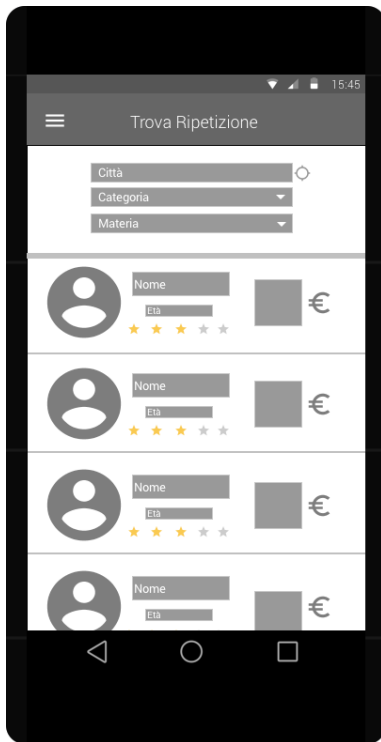 15:45
Trova Ripetizione
Città
Categoria
Materia
Nome
Età
€
Nome
Età
€
Nome
Età
€
Nome
Età
€